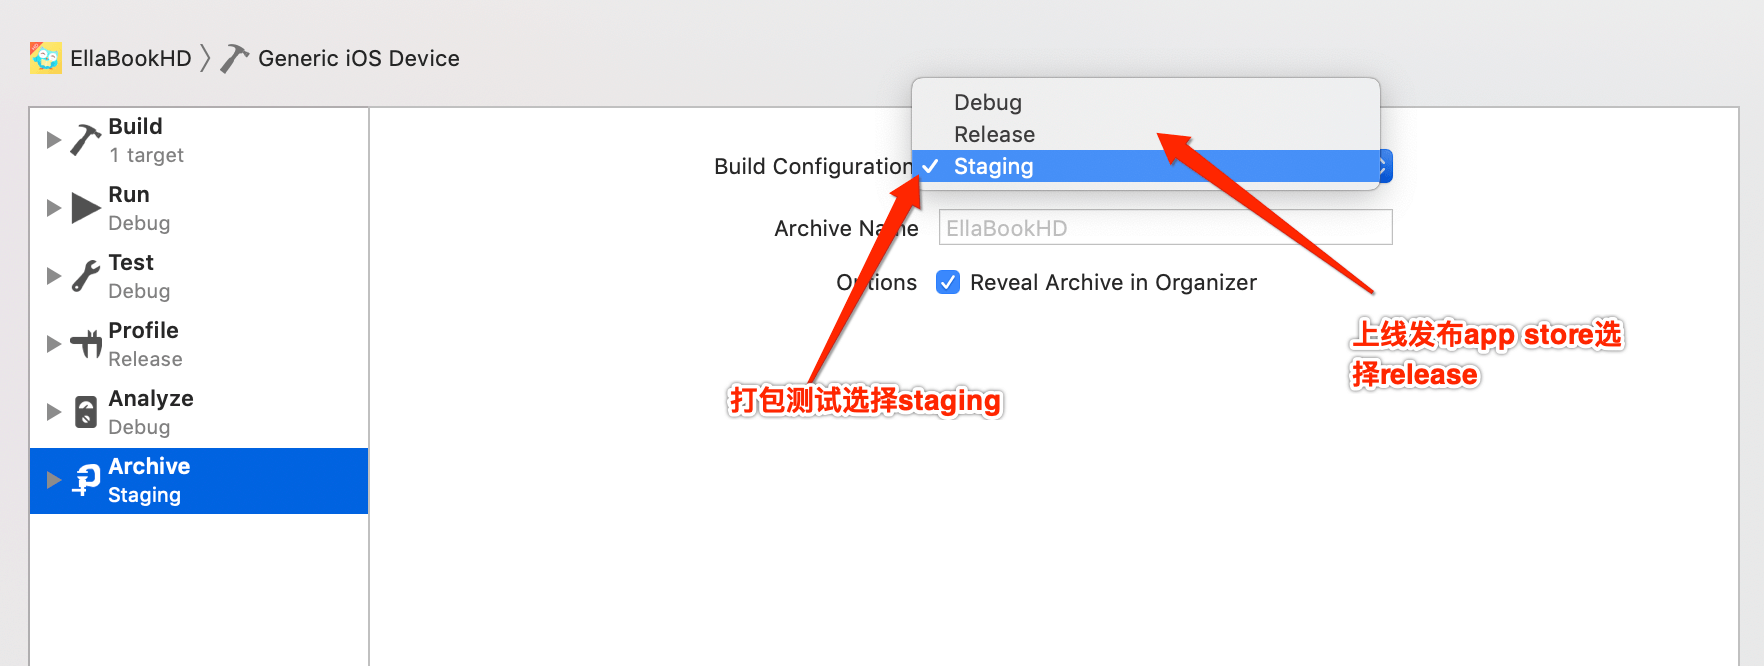 EllaBookHD
Generic iOS Device
Build
1 target
Run
Debug
Test
Debug
Profile
Release
Analyze
Debug
Archive
Staging
Debug
Release
Build Configuration
Staging
Archive Name
EllaBookHD
Options
Reveal Archive in Organizer
上线发布app store选
择release
打包测试选择staging